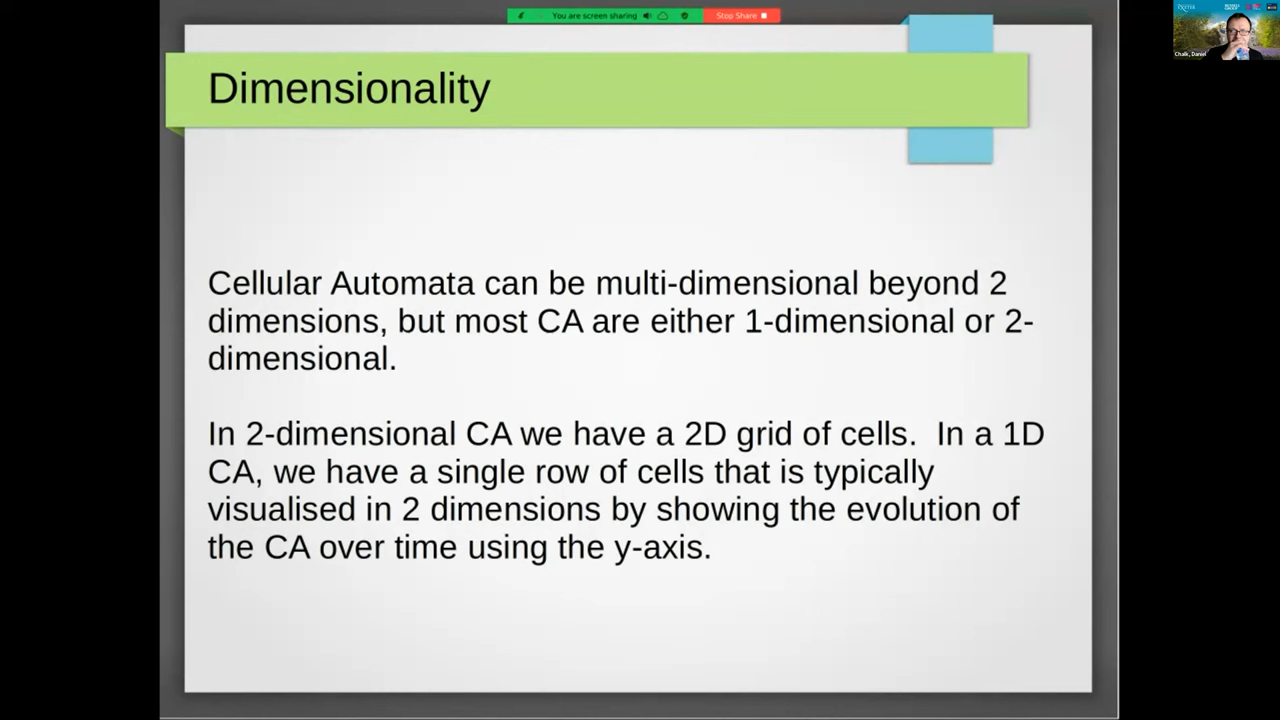 You are screen sharing
Stop Share
Chalk, Daniel
Dimensionality
Cellular Automata can be multi-dimensional beyond 2
dimensions, but most CA are either 1-dimensional or 2-
dimensional.
In 2-dimensional CA we have a 2D grid of cells.  In a 1D
CA, we have a single row of cells that is typically
visualised in 2 dimensions by showing the evolution of
the CA over time using the y-axis.